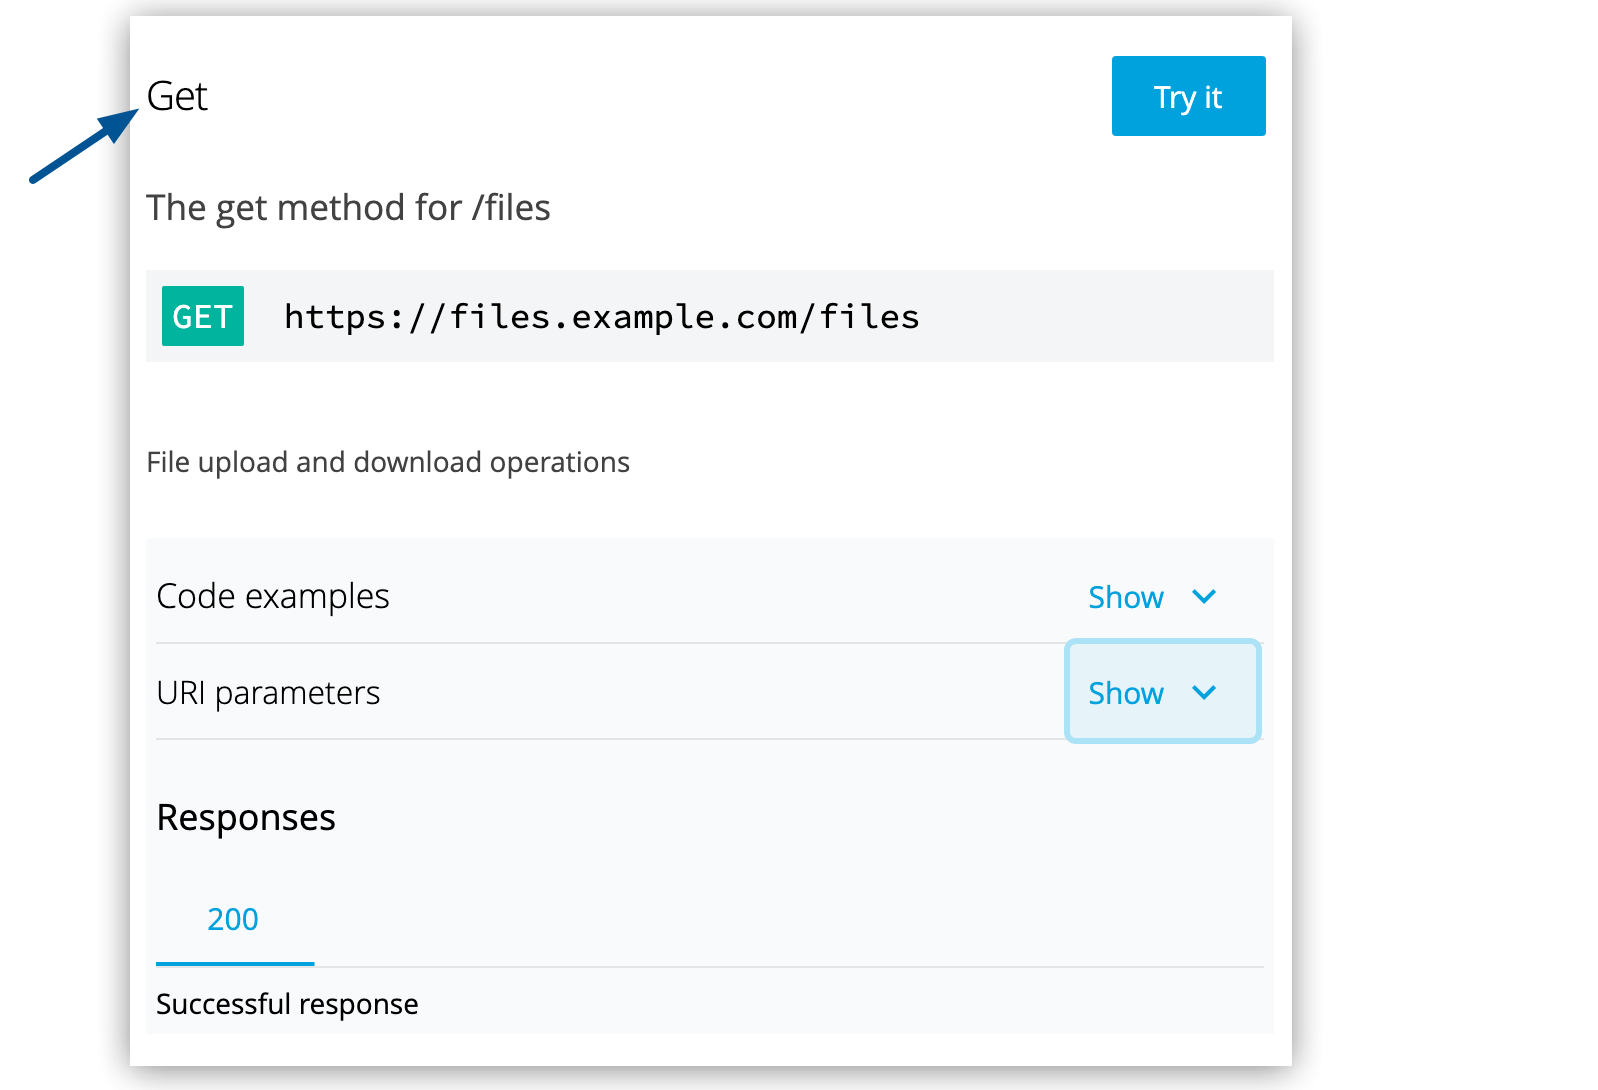 Get
Try it
The get method for /files
GET https://files.example.com/files
File upload and download operations
Code examples Show
URI parameters Show
Responses
200
Successful response